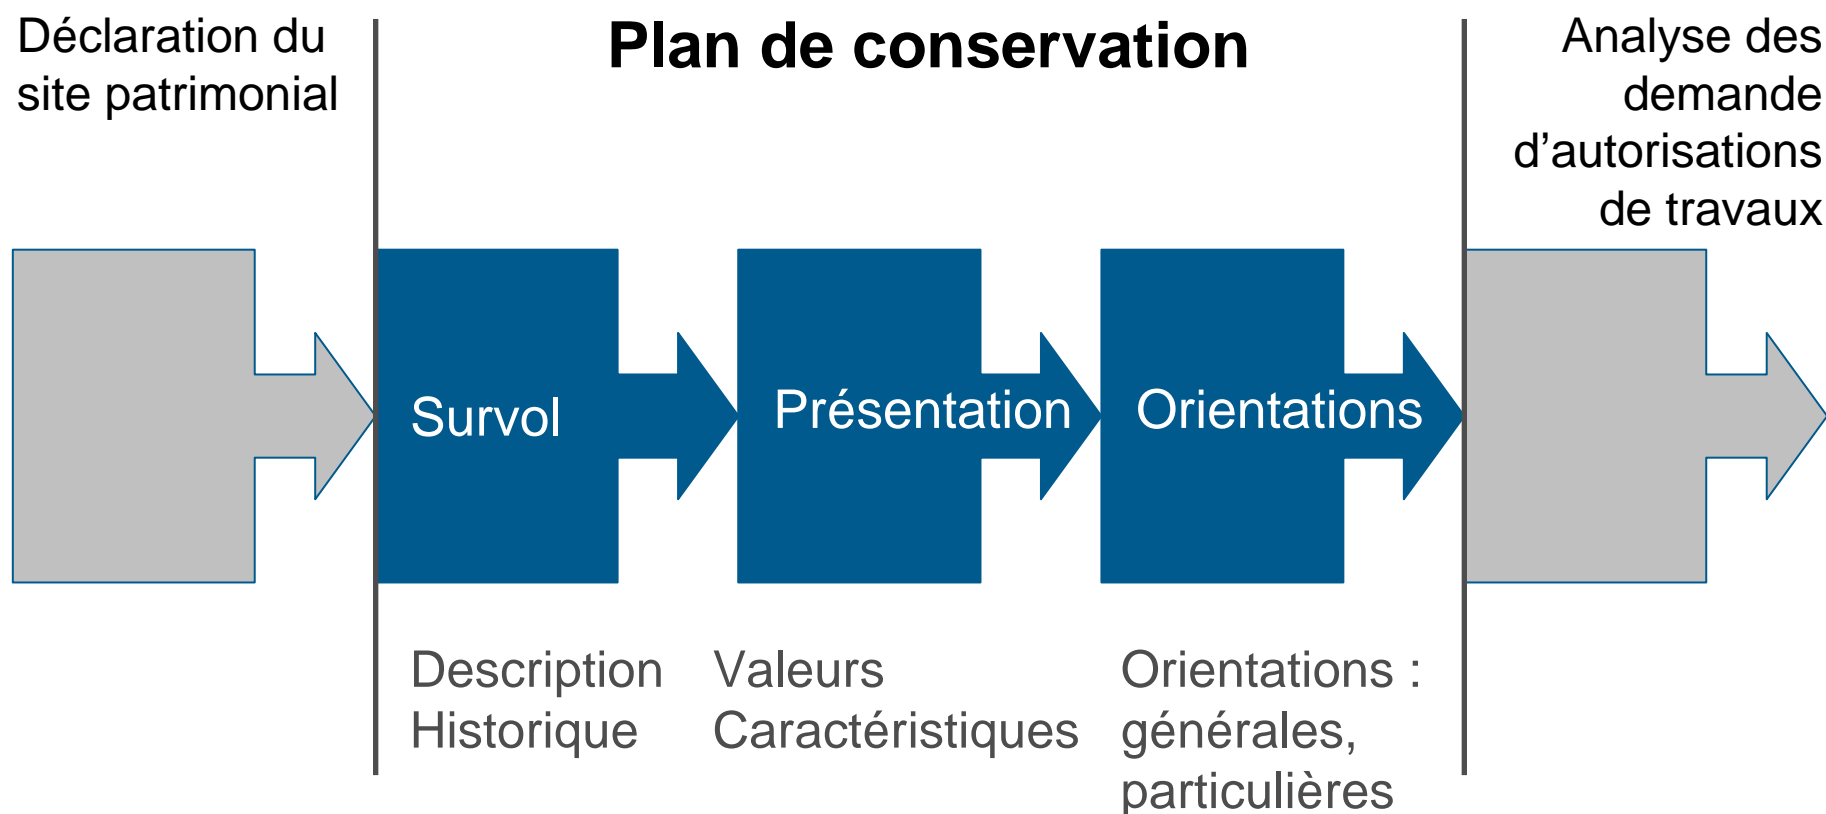 Déclaration du
site patrimonial
Plan de conservation
Analyse des
demande
d’autorisations
de travaux
Survol
Présentation
Orientations
Description
Historique
Valeurs
Caractéristiques
Orientations :
générales,
particulières